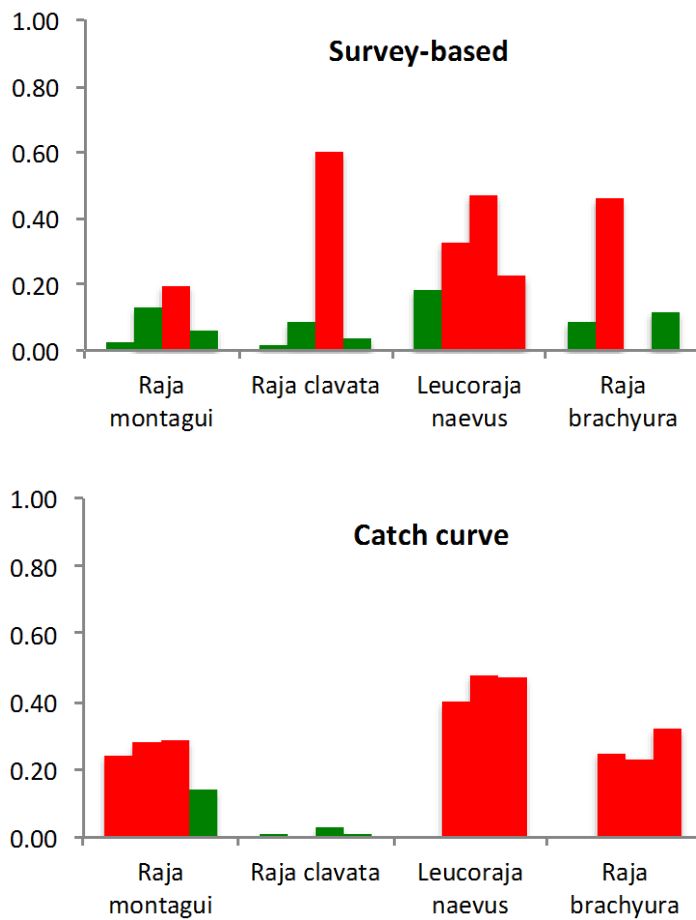 1.00
Survey-based
0.80
0.60
0.40
0.20
0.00
Raja Raja clavata Leucoraja Raja
montagui naevus brachyura
1.00
Catch curve
0.80
0.60
0.40
0.20
0.00
Raja Raja clavata Leucoraja Raja
montagui naevus brachyura